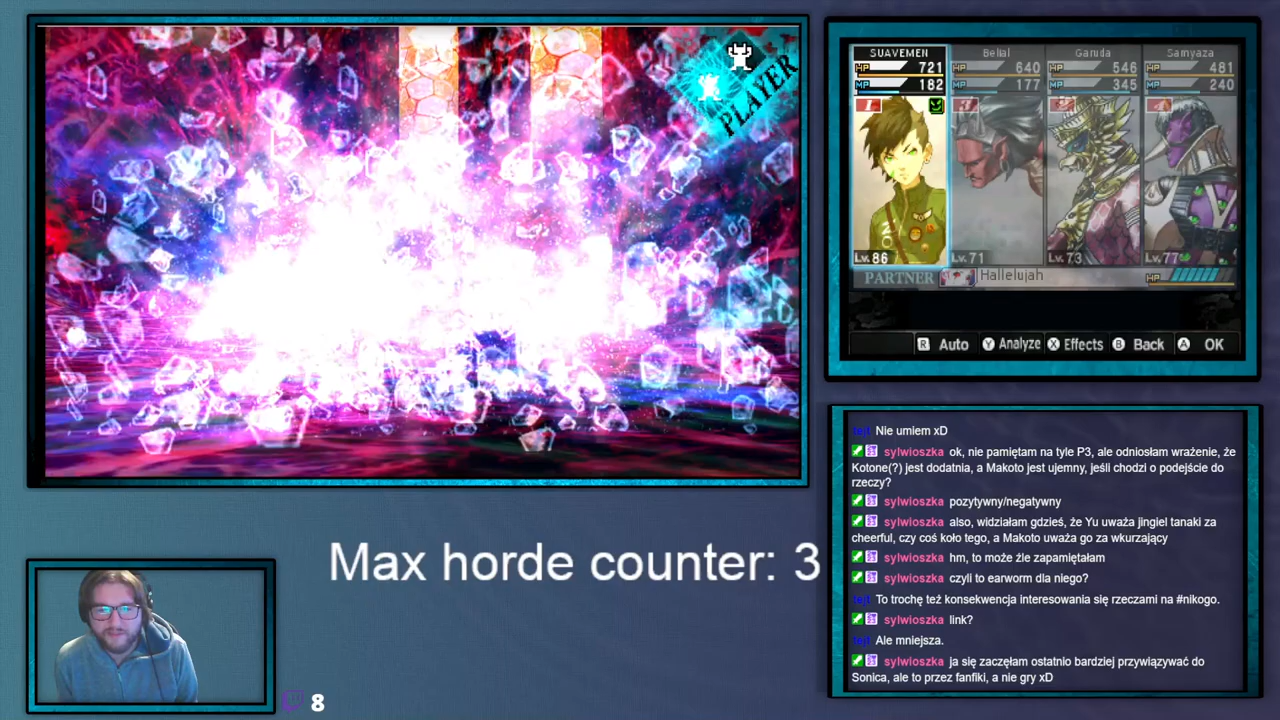 PLAYER
SUAVEMEN
Belial
Garuda
Samyaza
HP 721
HP 640
HP 546
HP 481
MP 182
MP 177
MP 345
MP 240
Lv.86
Lv.71
Lv.73
Lv.77
PARTNER Hallelujah HP
R Auto Y Analyze X Effects B Back A OK
tejt Nie umiem xD
sylwioszka ok, nie pamiętam na tyle P3, ale odniosłam wrażenie, że
Kotone(?) jest dodatnia, a Makoto jest ujemny, jeśli chodzi o podejście do
rzeczy?
sylwioszka pozytywny/negatywny
sylwioszka also, widziałam gdzieś, że Yu uważa jingiel tanaki za
cheerful, czy coś koło tego, a Makoto uważa go za wkurzający
sylwioszka hm, to może źle zapamiętałam
sylwioszka czyli to earworm dla niego?
tejt To trochę też konsekwencja interesowania się rzeczami na #nikogo.
sylwioszka link?
tejt Ale mniejsza.
sylwioszka ja się zaczęłam ostatnio bardziej przywiązywać do
Sonica, ale to przez fanfiki, a nie gry xD
Max horde counter: 3
8